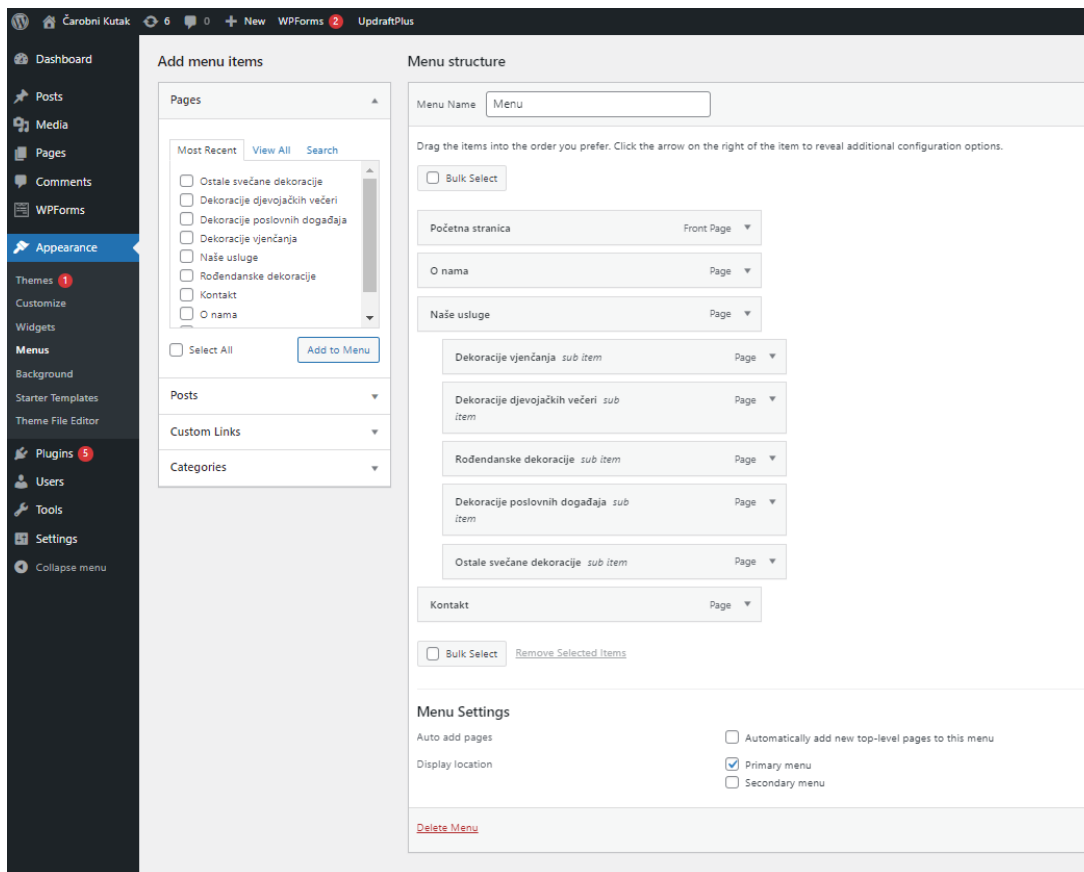 Čarobni Kutak 6 0 + New WPForms 2 UpdraftPlus
Dashboard
Posts
Media
Pages
Comments
WPForms
Appearance
Themes 1
Customize
Widgets
Menus
Background
Starter Templates
Theme File Editor
Plugins 5
Users
Tools
Settings
Collapse menu
Add menu items
Pages
Most Recent View All Search
Ostale svečane dekoracije
Dekoracije djevojačkih večeri
Dekoracije poslovnih događaja
Dekoracije vjenčanja
Naše usluge
Rođendanske dekoracije
Kontakt
O nama
Select All Add to Menu
Posts
Custom Links
Categories
Menu structure
Menu Name Menu
Drag the items into the order you prefer. Click the arrow on the right of the item to reveal additional configuration options.
Bulk Select
Početna stranica Front Page
O nama Page
Naše usluge Page
Dekoracije vjenčanja sub item Page
Dekoracije djevojačkih večeri sub Page
item
Rođendanske dekoracije sub item Page
Dekoracije poslovnih događaja sub Page
item
Ostale svečane dekoracije sub item Page
Kontakt Page
Bulk Select Remove Selected Items
Menu Settings
Auto add pages Automatically add new top-level pages to this menu
Display location Primary menu
Secondary menu
Delete Menu